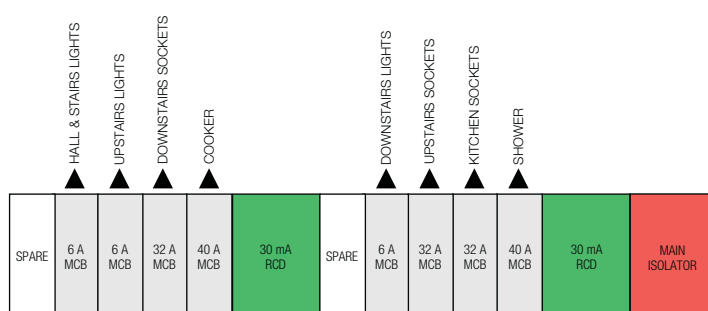 HALL & STAIRS LIGHTS
UPSTAIRS LIGHTS
DOWNSTAIRS SOCKETS
COOKER
DOWNSTAIRS LIGHTS
UPSTAIRS SOCKETS
KITCHEN SOCKETS
SHOWER
SPARE
6 A
MCB
6 A
MCB
32 A
MCB
40 A
MCB
30 mA
RCD
SPARE
6 A
MCB
32 A
MCB
32 A
MCB
40 A
MCB
30 mA
RCD
MAIN
ISOLATOR